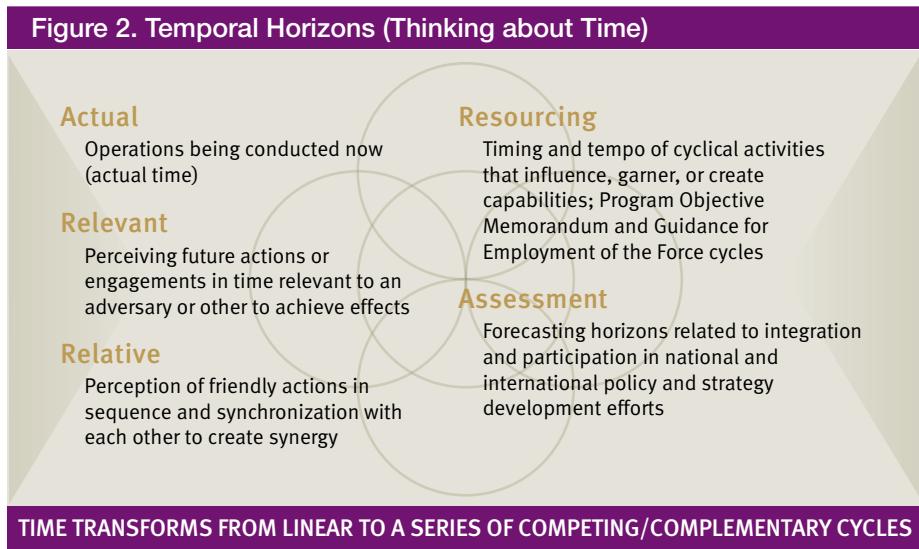 Figure 2. Temporal Horizons (Thinking about Time)
Actual
Operations being conducted now
(actual time)
Relevant
Perceiving future actions or
engagements in time relevant to an
adversary or other to achieve effects
Relative
Perception of friendly actions in
sequence and synchronization with
each other to create synergy
Resourcing
Timing and tempo of cyclical activities
that influence, garner, or create
capabilities; Program Objective
Memorandum and Guidance for
Employment of the Force cycles
Assessment
Forecasting horizons related to integration
and participation in national and
international policy and strategy
development efforts
TIME TRANSFORMS FROM LINEAR TO A SERIES OF COMPETING/COMPLEMENTARY CYCLES